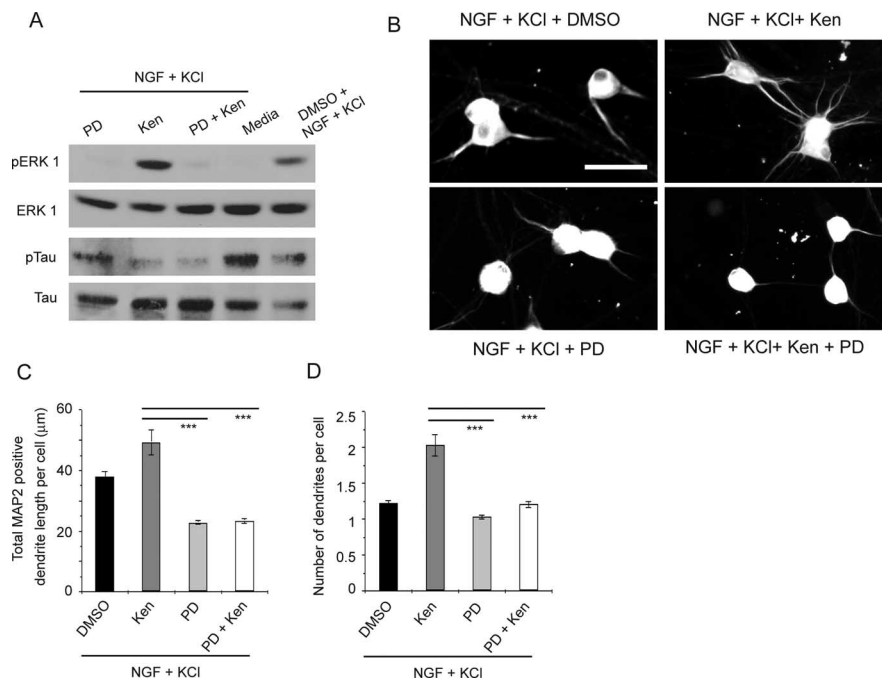 A
NGF + KCl
PD
Ken
PD + Ken
Media
DMSO +
NGF + KCl
pERK 1
ERK 1
pTau
Tau
B
NGF + KCl + DMSO
NGF + KCl+ Ken
NGF + KCl + PD
NGF + KCl+ Ken + PD
C
Total MAP2 positive
dendrite length per cell (μm)
60
40
20
0
***
***
DMSO
Ken
PD
PD + Ken
NGF + KCl
D
Number of dendrites per cell
2.5
2
1.5
1
0.5
0
***
***
DMSO
Ken
PD
PD + Ken
NGF + KCl